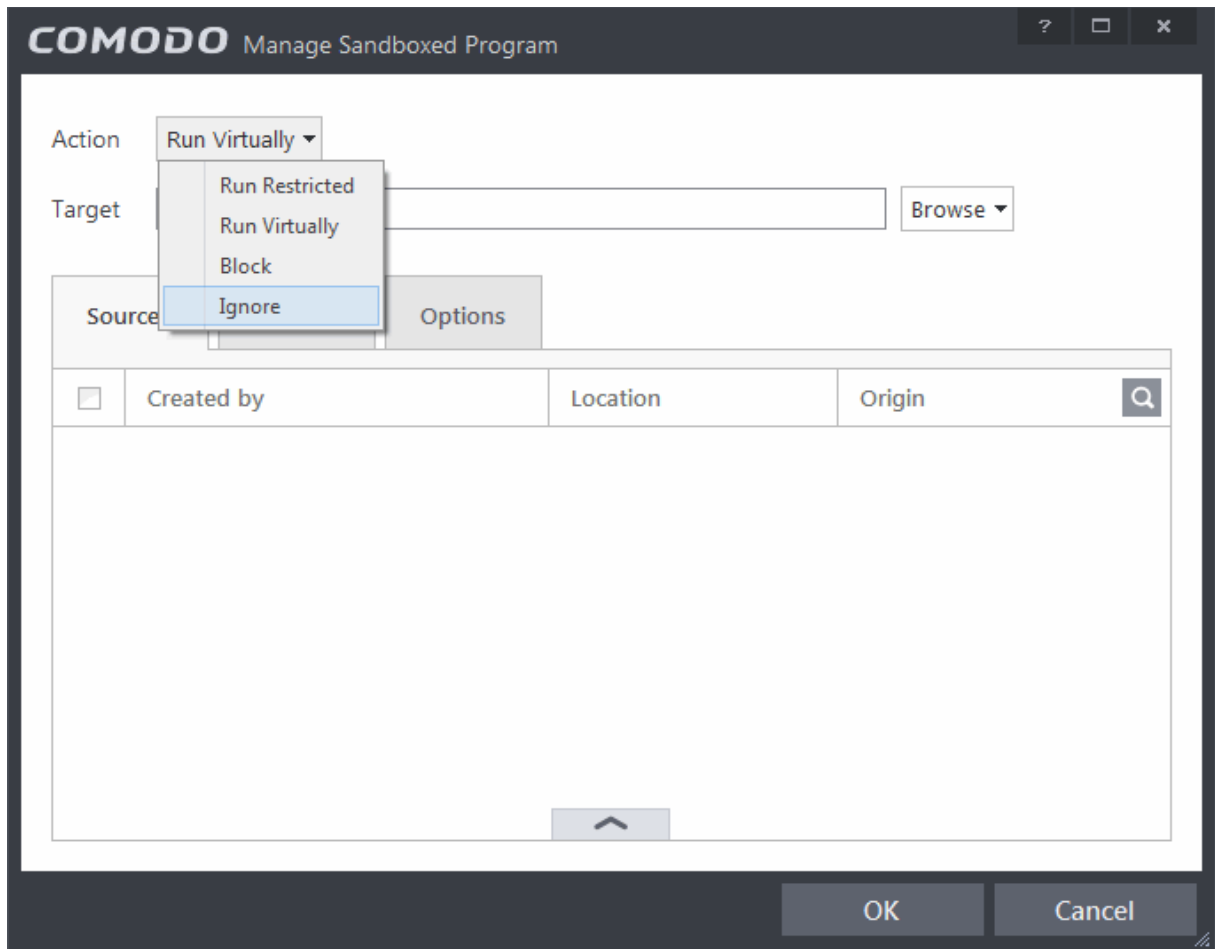 COMODO Manage Sandboxed Program ?
Action Run Virtually
Run Restricted
Target Browse
Run Virtually
Block
Ignore
Source Options
Created by Location Origin
OK Cancel